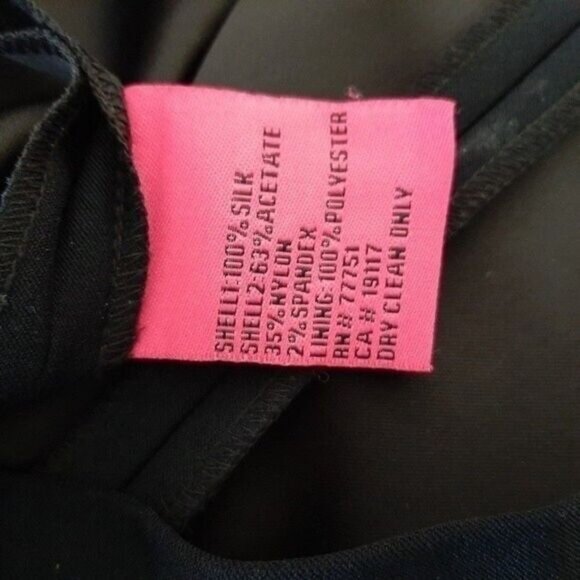 SHELL1:100%SILK
SHELL2:63%ACETATE
35%NYLON
2%SPANDEX
LINING:100%POLYESTER
RN# 77751
CA# 19117
DRY CLEAN ONLY